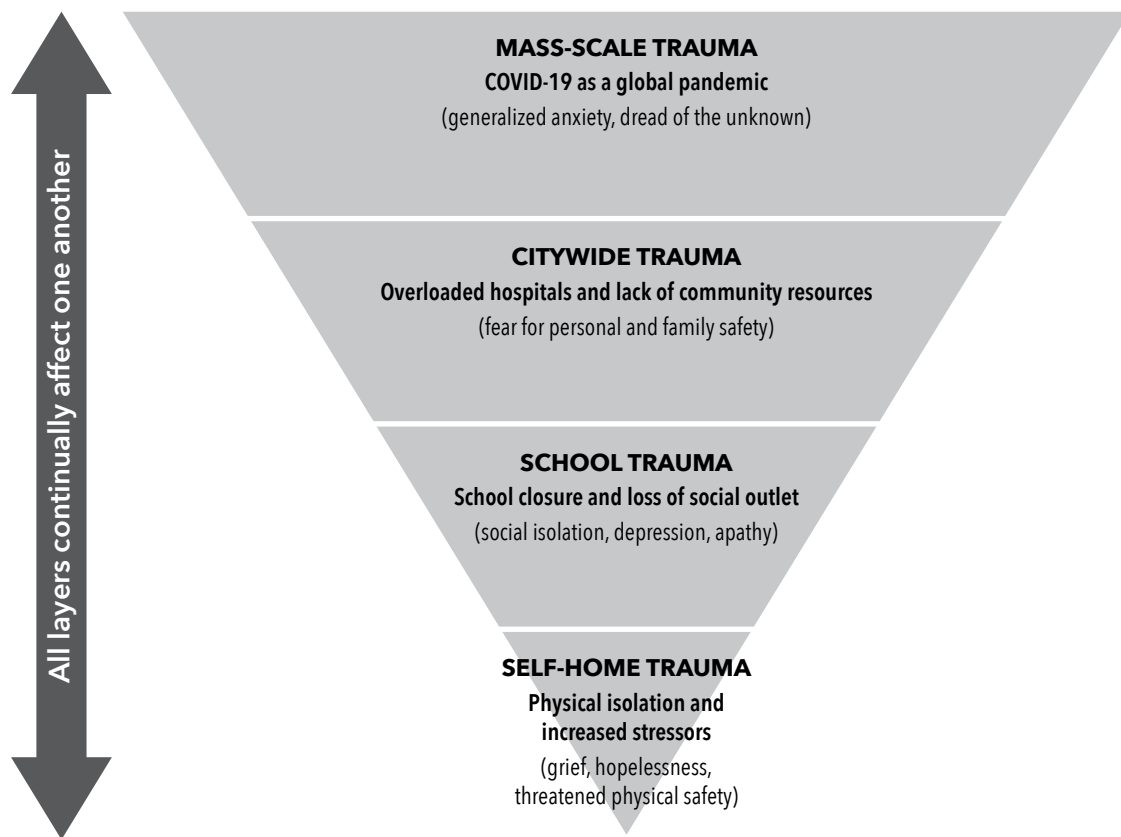 All layers continually affect one another
MASS-SCALE TRAUMA
COVID-19 as a global pandemic
(generalized anxiety, dread of the unknown)
CITYWIDE TRAUMA
Overloaded hospitals and lack of community resources
(fear for personal and family safety)
SCHOOL TRAUMA
School closure and loss of social outlet
(social isolation, depression, apathy)
SELF-HOME TRAUMA
Physical isolation and
increased stressors
(grief, hopelessness,
threatened physical safety)